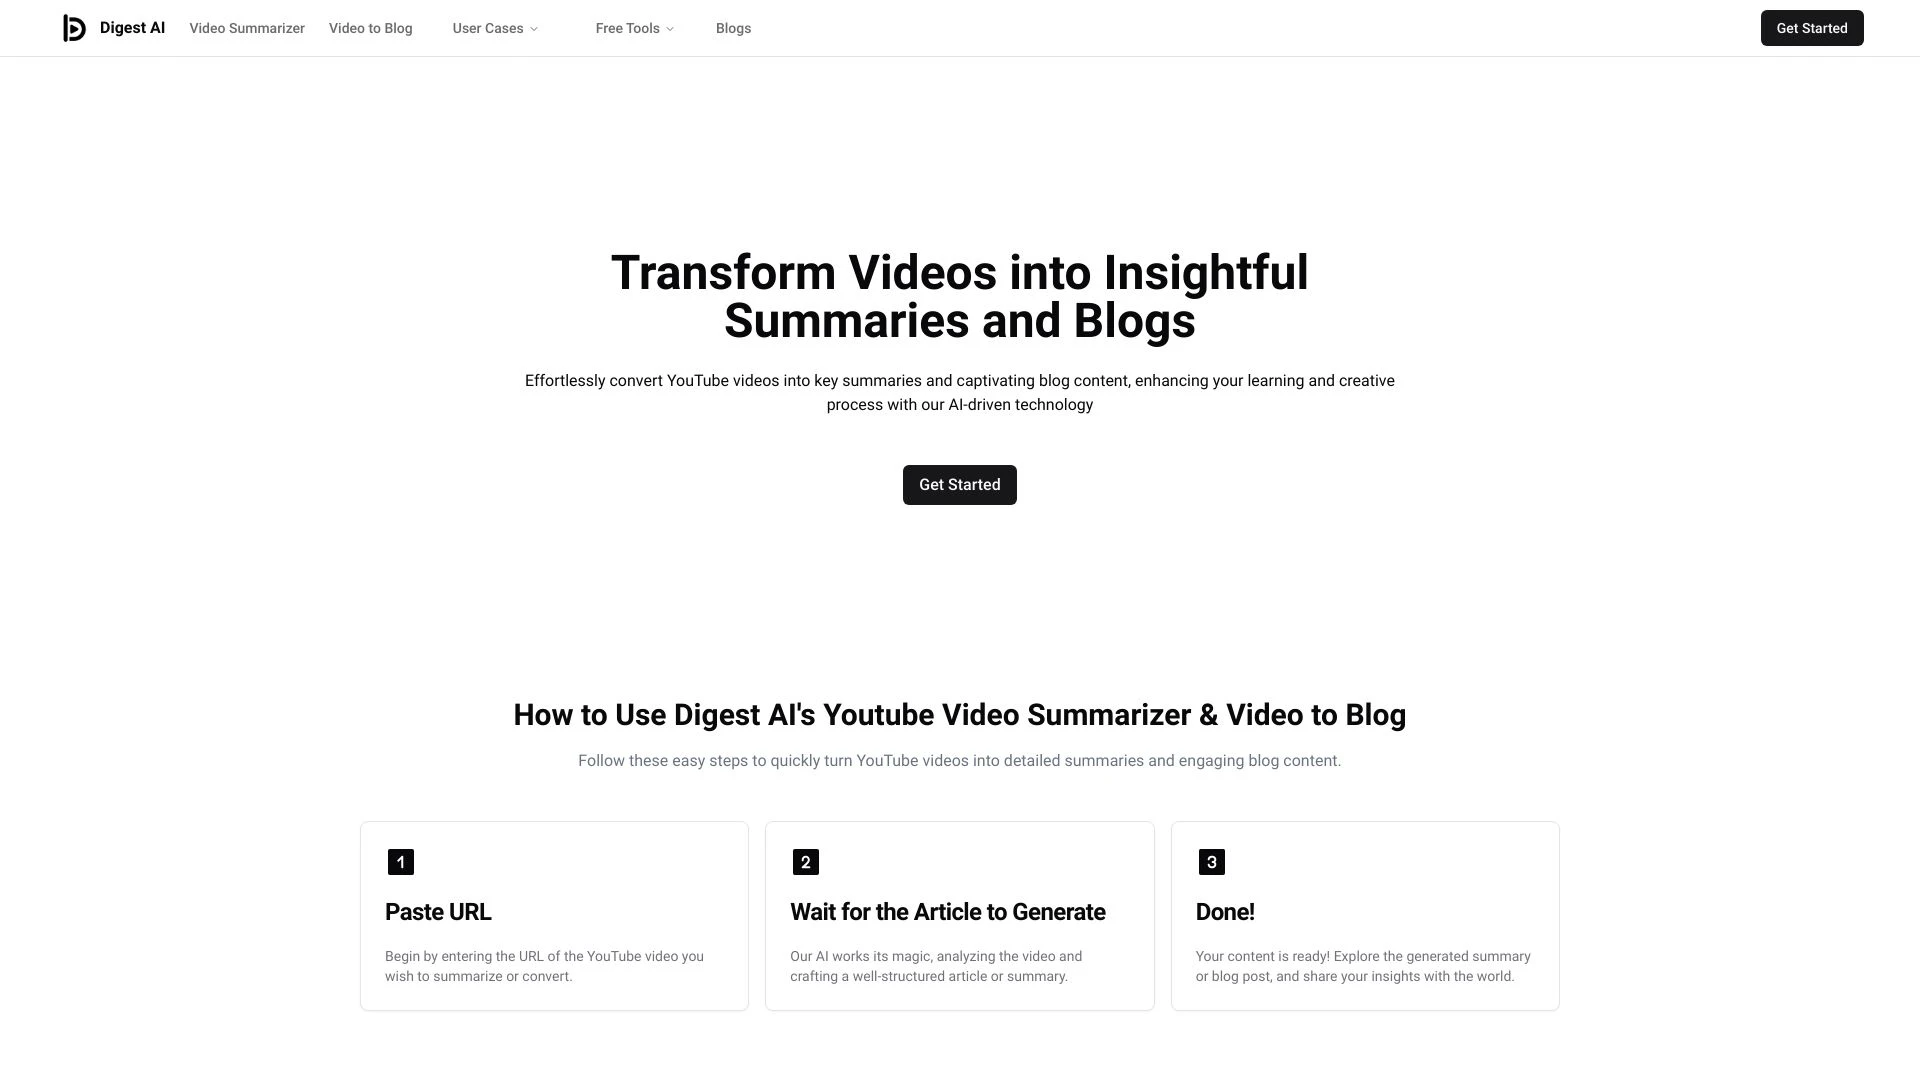 Digest AI
Video Summarizer
Video to Blog
User Cases
Free Tools
Blogs
Get Started
Transform Videos into Insightful
Summaries and Blogs
Effortlessly convert YouTube videos into key summaries and captivating blog content, enhancing your learning and creative
process with our AI-driven technology
Get Started
How to Use Digest AI's Youtube Video Summarizer & Video to Blog
Follow these easy steps to quickly turn YouTube videos into detailed summaries and engaging blog content.
1
Paste URL
Begin by entering the URL of the YouTube video you
wish to summarize or convert.
2
Wait for the Article to Generate
Our AI works its magic, analyzing the video and
crafting a well-structured article or summary.
3
Done!
Your content is ready! Explore the generated summary
or blog post, and share your insights with the world.